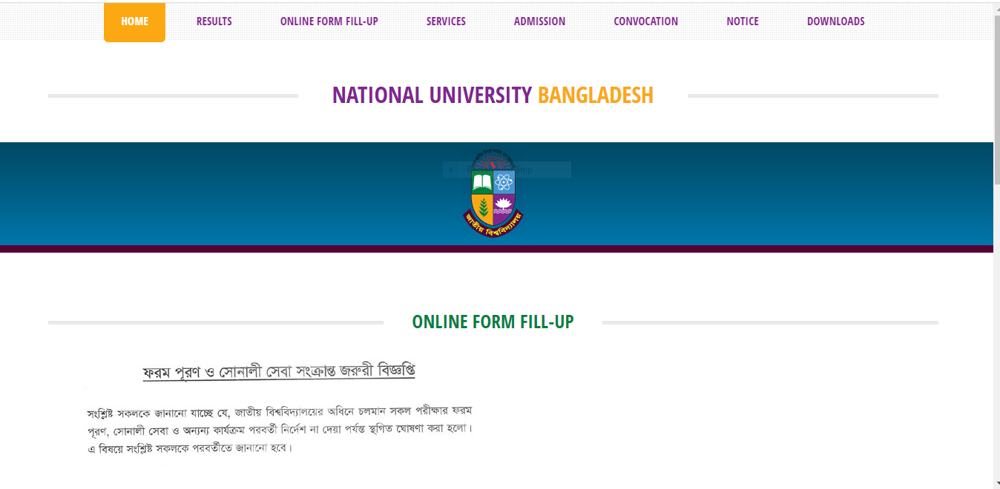 HOME RESULTS ONLINE FORM FILL-UP SERVICES ADMISSION CONVOCATION NOTICE DOWNLOADS
NATIONAL UNIVERSITY BANGLADESH
জাতীয় বিশ্ববিদ্যালয়
ONLINE FORM FILL-UP
ফরম পূরণ ও সোনালী সেবা সংক্রান্ত জরুরী বিজ্ঞপ্তি
সংশ্লিষ্ট সকলকে জানানো যাচ্ছে যে, জাতীয় বিশ্ববিদ্যালয়ের অধিনে চলমান সকল পরীক্ষার ফরম
পূরণ, সোনালী সেবা ও অন্যন্য কার্যক্রম পরবর্তী নির্দেশ না দেয়া পর্যন্ত স্থগিত ঘোষণা করা হলো।
এ বিষয়ে সংশ্লিষ্ট সকলকে পরবর্তীতে জানানো হবে।